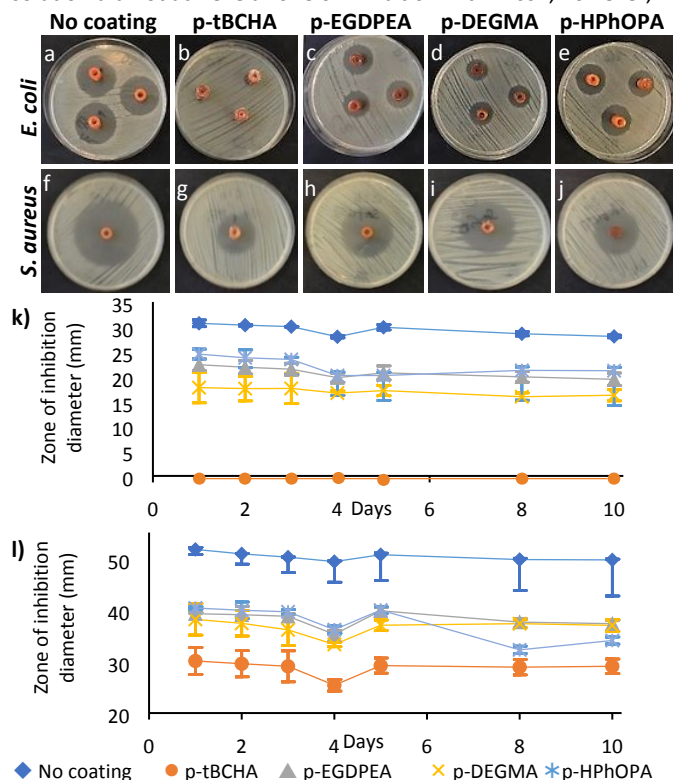 No coating p-tBCHA p-EGDPEA p-DEGMA p-HPhOPA
E. coli
a b c d e
S. aureus
f g h i j
k)
Zone of inhibition
diameter (mm)
35
30
25
20
15
10
5
0
0 2 4 Days 6 8 10
l)
Zone of inhibition
diameter (mm)
50
40
30
20
0 2 4 Days 6 8 10
No coating p-tBCHA p-EGDPEA p-DEGMA p-HPhOPA